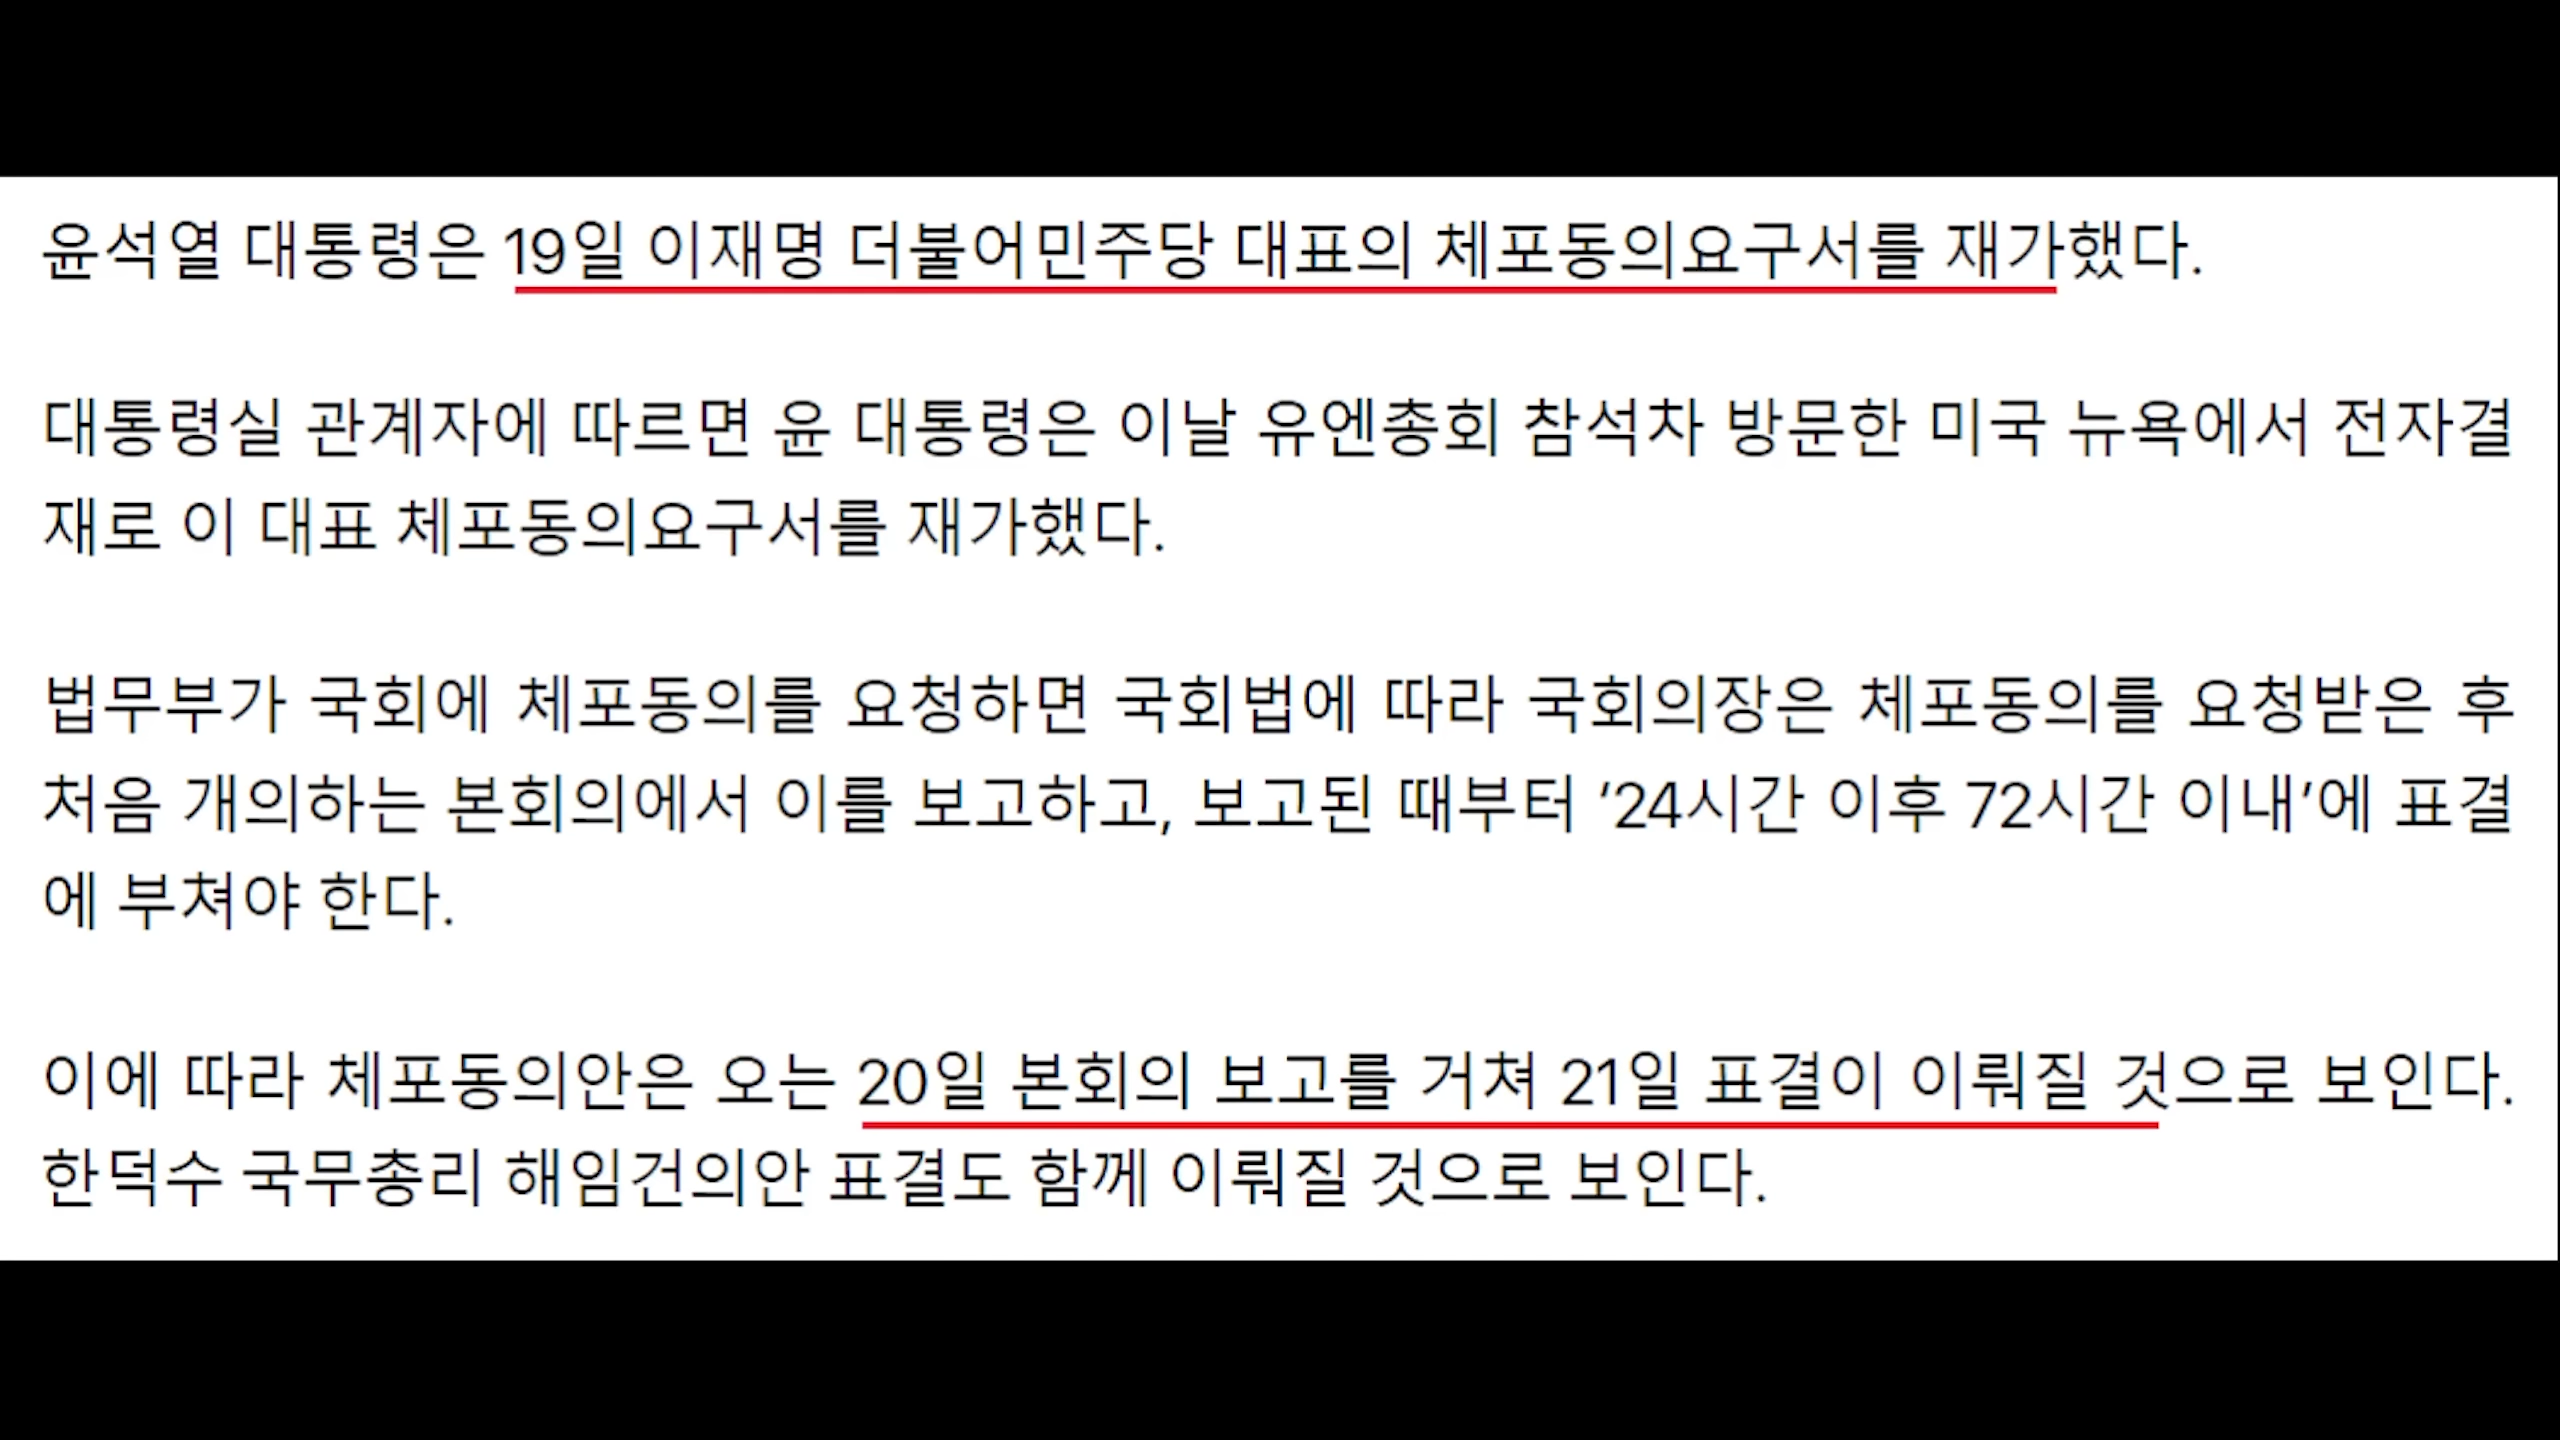 윤석열 대통령은 19일 이재명 더불어민주당 대표의 체포동의요구서를 재가했다.
대통령실 관계자에 따르면 윤 대통령은 이날 유엔총회 참석차 방문한 미국 뉴욕에서 전자결
재로 이 대표 체포동의요구서를 재가했다.
법무부가 국회에 체포동의를 요청하면 국회법에 따라 국회의장은 체포동의를 요청받은 후
처음 개의하는 본회의에서 이를 보고하고, 보고된 때부터 ‘24시간 이후 72시간 이내’에 표결
에 부쳐야 한다.
이에 따라 체포동의안은 오는 20일 본회의 보고를 거쳐 21일 표결이 이뤄질 것으로 보인다.
한덕수 국무총리 해임건의안 표결도 함께 이뤄질 것으로 보인다.